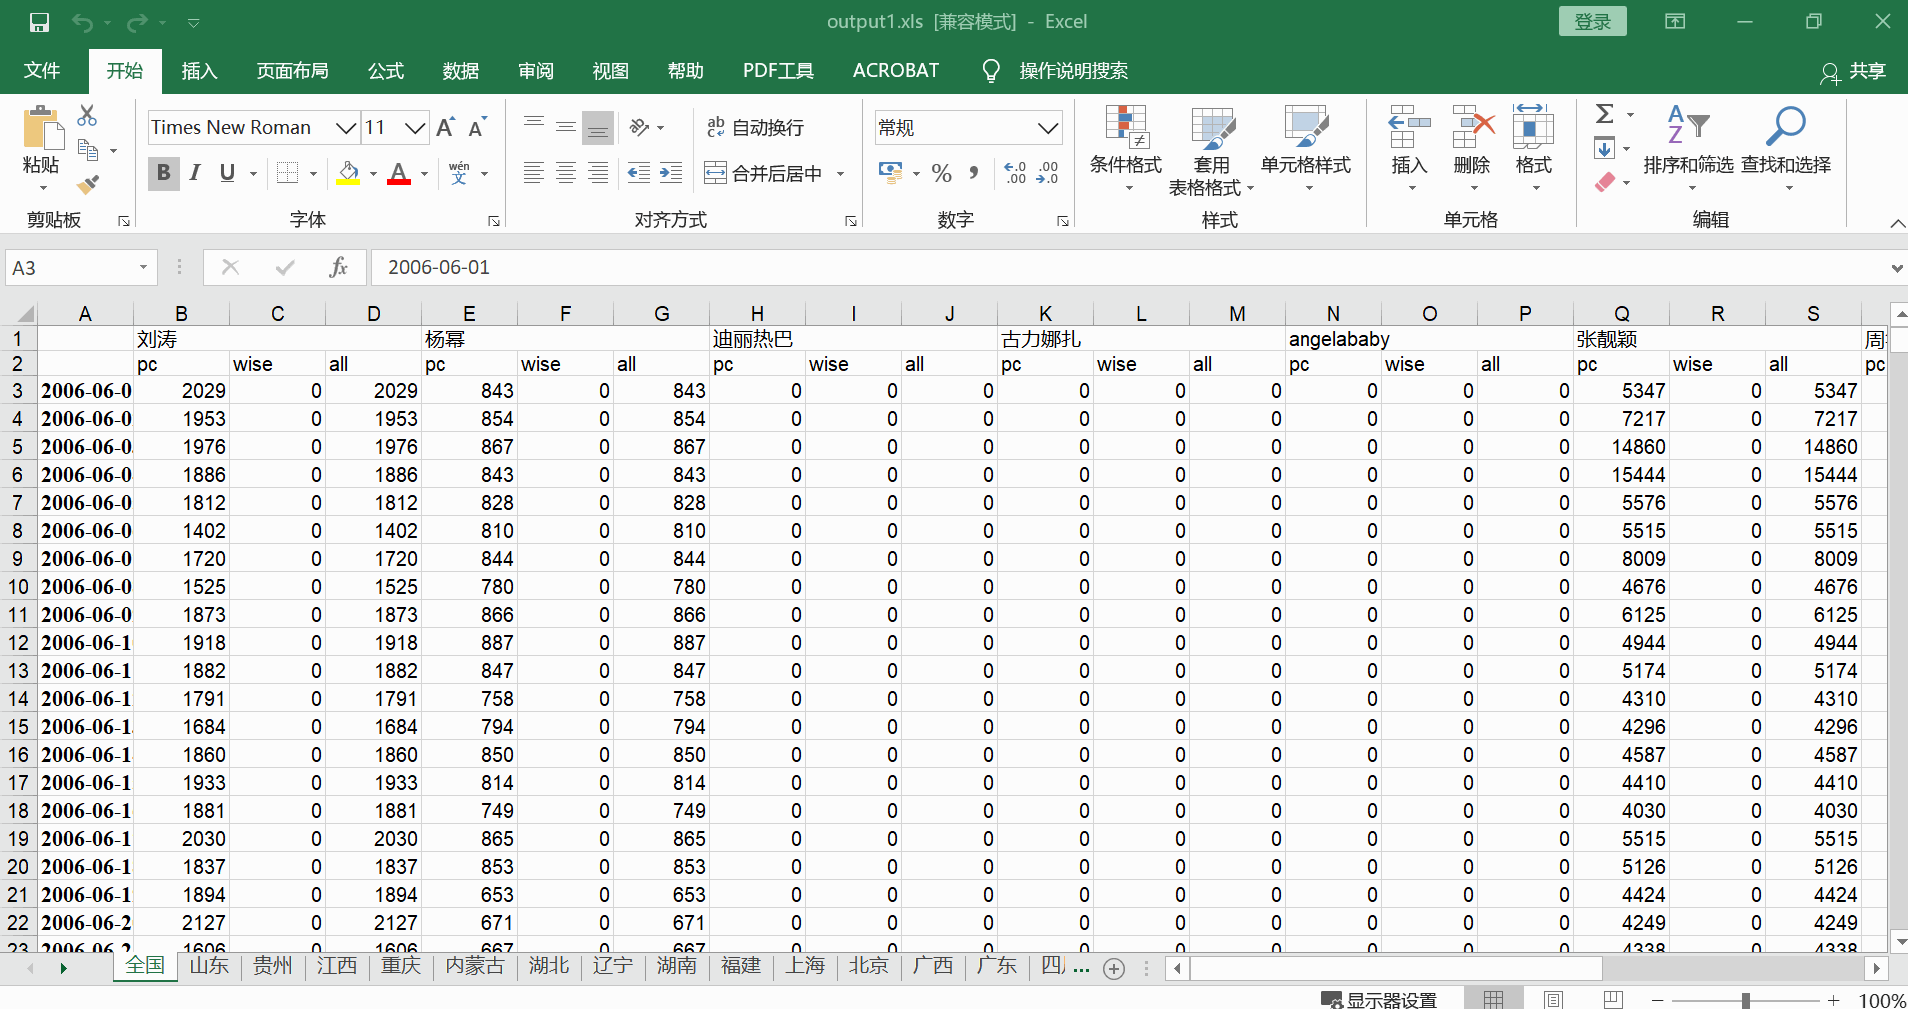 output1.xls [兼容模式] - Excel
登录
文件 开始 插入 页面布局 公式 数据 审阅 视图 帮助 PDF工具 ACROBAT 操作说明搜索 共享
Times New Roman 11 自动换行 常规
粘贴 B I U A wén 文 合并后居中 % 条件格式 套用 表格格式 单元格样式 插入 删除 格式 排序和筛选 查找和选择
剪贴板 字体 对齐方式 数字 样式 单元格 编辑
A3 fx 2006-06-01
A B C D E F G H I J K L M N O P Q R S
1 刘涛 杨幂 迪丽热巴 古力娜扎 angelababy 张靓颖
2 pc wise all pc wise all pc wise all pc wise all pc wise all pc wise all pc
3 2006-06-0 2029 0 2029 843 0 843 0 0 0 0 0 0 0 0 0 5347 0 5347
4 2006-06-0 1953 0 1953 854 0 854 0 0 0 0 0 0 0 0 0 7217 0 7217
5 2006-06-0 1976 0 1976 867 0 867 0 0 0 0 0 0 0 0 0 14860 0 14860
6 2006-06-0 1886 0 1886 843 0 843 0 0 0 0 0 0 0 0 0 15444 0 15444
7 2006-06-0 1812 0 1812 828 0 828 0 0 0 0 0 0 0 0 0 5576 0 5576
8 2006-06-0 1402 0 1402 810 0 810 0 0 0 0 0 0 0 0 0 5515 0 5515
9 2006-06-0 1720 0 1720 844 0 844 0 0 0 0 0 0 0 0 0 8009 0 8009
10 2006-06-0 1525 0 1525 780 0 780 0 0 0 0 0 0 0 0 0 4676 0 4676
11 2006-06-0 1873 0 1873 866 0 866 0 0 0 0 0 0 0 0 0 6125 0 6125
12 2006-06-1 1918 0 1918 887 0 887 0 0 0 0 0 0 0 0 0 4944 0 4944
13 2006-06-1 1882 0 1882 847 0 847 0 0 0 0 0 0 0 0 0 5174 0 5174
14 2006-06-1 1791 0 1791 758 0 758 0 0 0 0 0 0 0 0 0 4310 0 4310
15 2006-06-1 1684 0 1684 794 0 794 0 0 0 0 0 0 0 0 0 4296 0 4296
16 2006-06-1 1860 0 1860 850 0 850 0 0 0 0 0 0 0 0 0 4587 0 4587
17 2006-06-1 1933 0 1933 814 0 814 0 0 0 0 0 0 0 0 0 4410 0 4410
18 2006-06-1 1881 0 1881 749 0 749 0 0 0 0 0 0 0 0 0 4030 0 4030
19 2006-06-1 2030 0 2030 865 0 865 0 0 0 0 0 0 0 0 0 5515 0 5515
20 2006-06-1 1837 0 1837 853 0 853 0 0 0 0 0 0 0 0 0 5126 0 5126
21 2006-06-1 1894 0 1894 653 0 653 0 0 0 0 0 0 0 0 0 4424 0 4424
22 2006-06-2 2127 0 2127 671 0 671 0 0 0 0 0 0 0 0 0 4249 0 4249
23 2006-06-2 1606 0 1606 667 0 667 0 0 0 0 0 0 0 0 0 4338 0 4338
全国 山东 贵州 江西 重庆 内蒙古 湖北 辽宁 湖南 福建 上海 北京 广西 广东 四 ...
显示器设置 100%